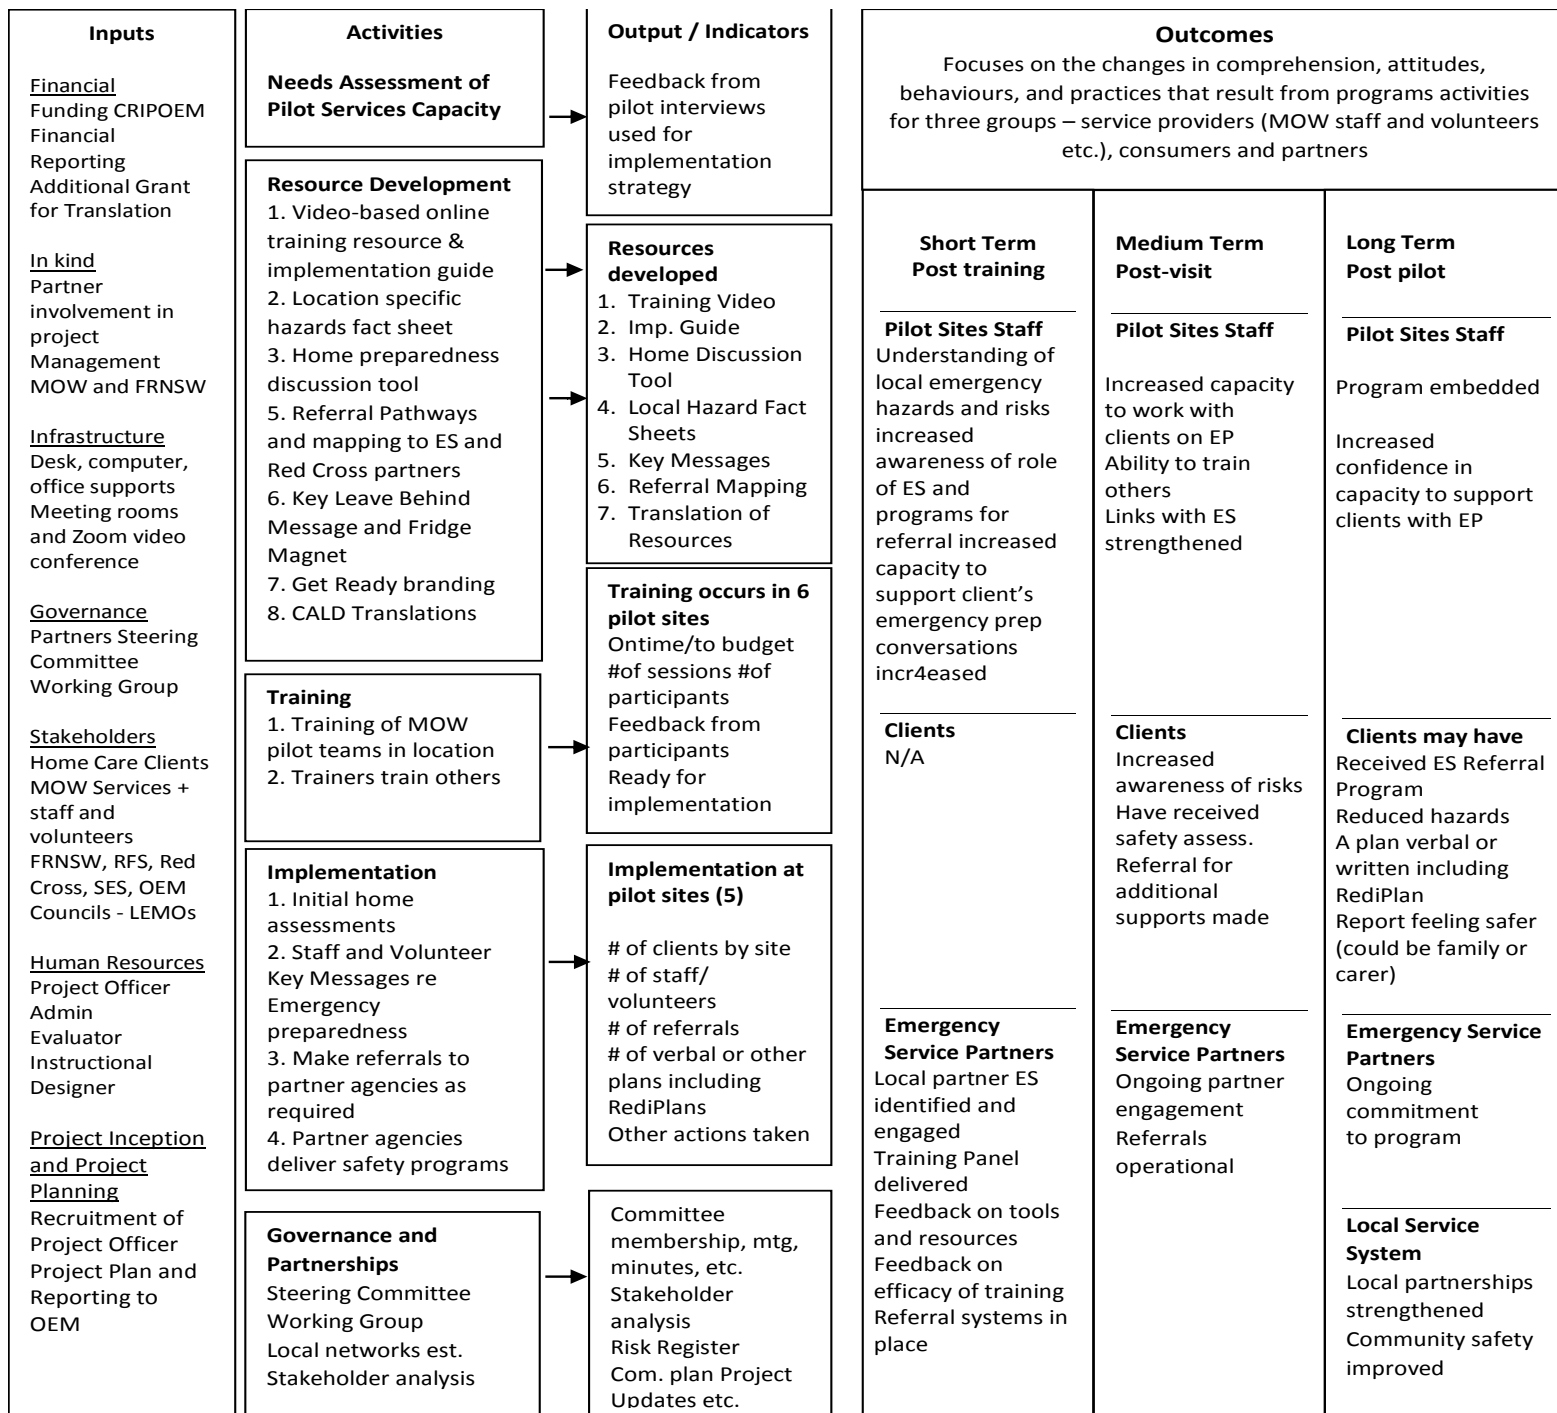 Inputs
Financial
Funding CRIPOEM
Financial
Reporting
Additional Grant
for Translation
In kind
Partner
involvement in
project
Management
MOW and FRNSW
Infrastructure
Desk, computer,
office supports
Meeting rooms
and Zoom video
conference
Governance
Partners Steering
Committee
Working Group
Stakeholders
Home Care Clients
MOW Services +
staff and
volunteers
FRNSW, RFS, Red
Cross, SES, OEM
Councils - LEMOs
Human Resources
Project Officer
Admin
Evaluator
Instructional
Designer
Project Inception
and Project
Planning
Recruitment of
Project Officer
Project Plan and
Reporting to
OEM
Activities
Needs Assessment of
Pilot Services Capacity
Resource Development
1. Video-based online
training resource &
implementation guide
2. Location specific
hazards fact sheet
3. Home preparedness
discussion tool
5. Referral Pathways
and mapping to ES and
Red Cross partners
6. Key Leave Behind
Message and Fridge
Magnet
7. Get Ready branding
8. CALD Translations
Training
1. Training of MOW
pilot teams in location
2. Trainers train others
Implementation
1. Initial home
assessments
2. Staff and Volunteer
Key Messages re
Emergency
preparedness
3. Make referrals to
partner agencies as
required
4. Partner agencies
deliver safety programs
Governance and
Partnerships
Steering Committee
Working Group
Local networks est.
Stakeholder analysis
Output / Indicators
Feedback from
pilot interviews
used for
implementation
strategy
Resources
developed
1. Training Video
2. Imp. Guide
3. Home Discussion
Tool
4. Local Hazard Fact
Sheets
5. Key Messages
6. Referral Mapping
7. Translation of
Resources
Training occurs in 6
pilot sites
Ontime/to budget
#of sessions #of
participants
Feedback from
participants
Ready for
implementation
Implementation at
pilot sites (5)
# of clients by site
# of staff/
volunteers
# of referrals
# of verbal or other
plans including
RediPlans
Other actions taken
Committee
membership, mtg,
minutes, etc.
Stakeholder
analysis
Risk Register
Com. plan Project
Updates etc.
Outcomes
Focuses on the changes in comprehension, attitudes,
behaviours, and practices that result from programs activities
for three groups – service providers (MOW staff and volunteers
etc.), consumers and partners
Short Term
Post training
Pilot Sites Staff
Understanding of
local emergency
hazards and risks
increased
awareness of role
of ES and
programs for
referral increased
capacity to
support client's
emergency prep
conversations
incr4eased
Clients
N/A
Emergency
Service Partners
Local partner ES
identified and
engaged
Training Panel
delivered
Feedback on tools
and resources
Feedback on
efficacy of training
Referral systems in
place
Medium Term
Post-visit
Pilot Sites Staff
Increased capacity
to work with
clients on EP
Ability to train
others
Links with ES
strengthened
Clients
Increased
awareness of risks
Have received
safety assess.
Referral for
additional
supports made
Emergency
Service Partners
Ongoing partner
engagement
Referrals
operational
Long Term
Post pilot
Pilot Sites Staff
Program embedded
Increased
confidence in
capacity to support
clients with EP
Clients may have
Received ES Referral
Program
Reduced hazards
A plan verbal or
written including
RediPlan
Report feeling safer
(could be family or
carer)
Emergency Service
Partners
Ongoing
commitment
to program
Local Service
System
Local partnerships
strengthened
Community safety
improved